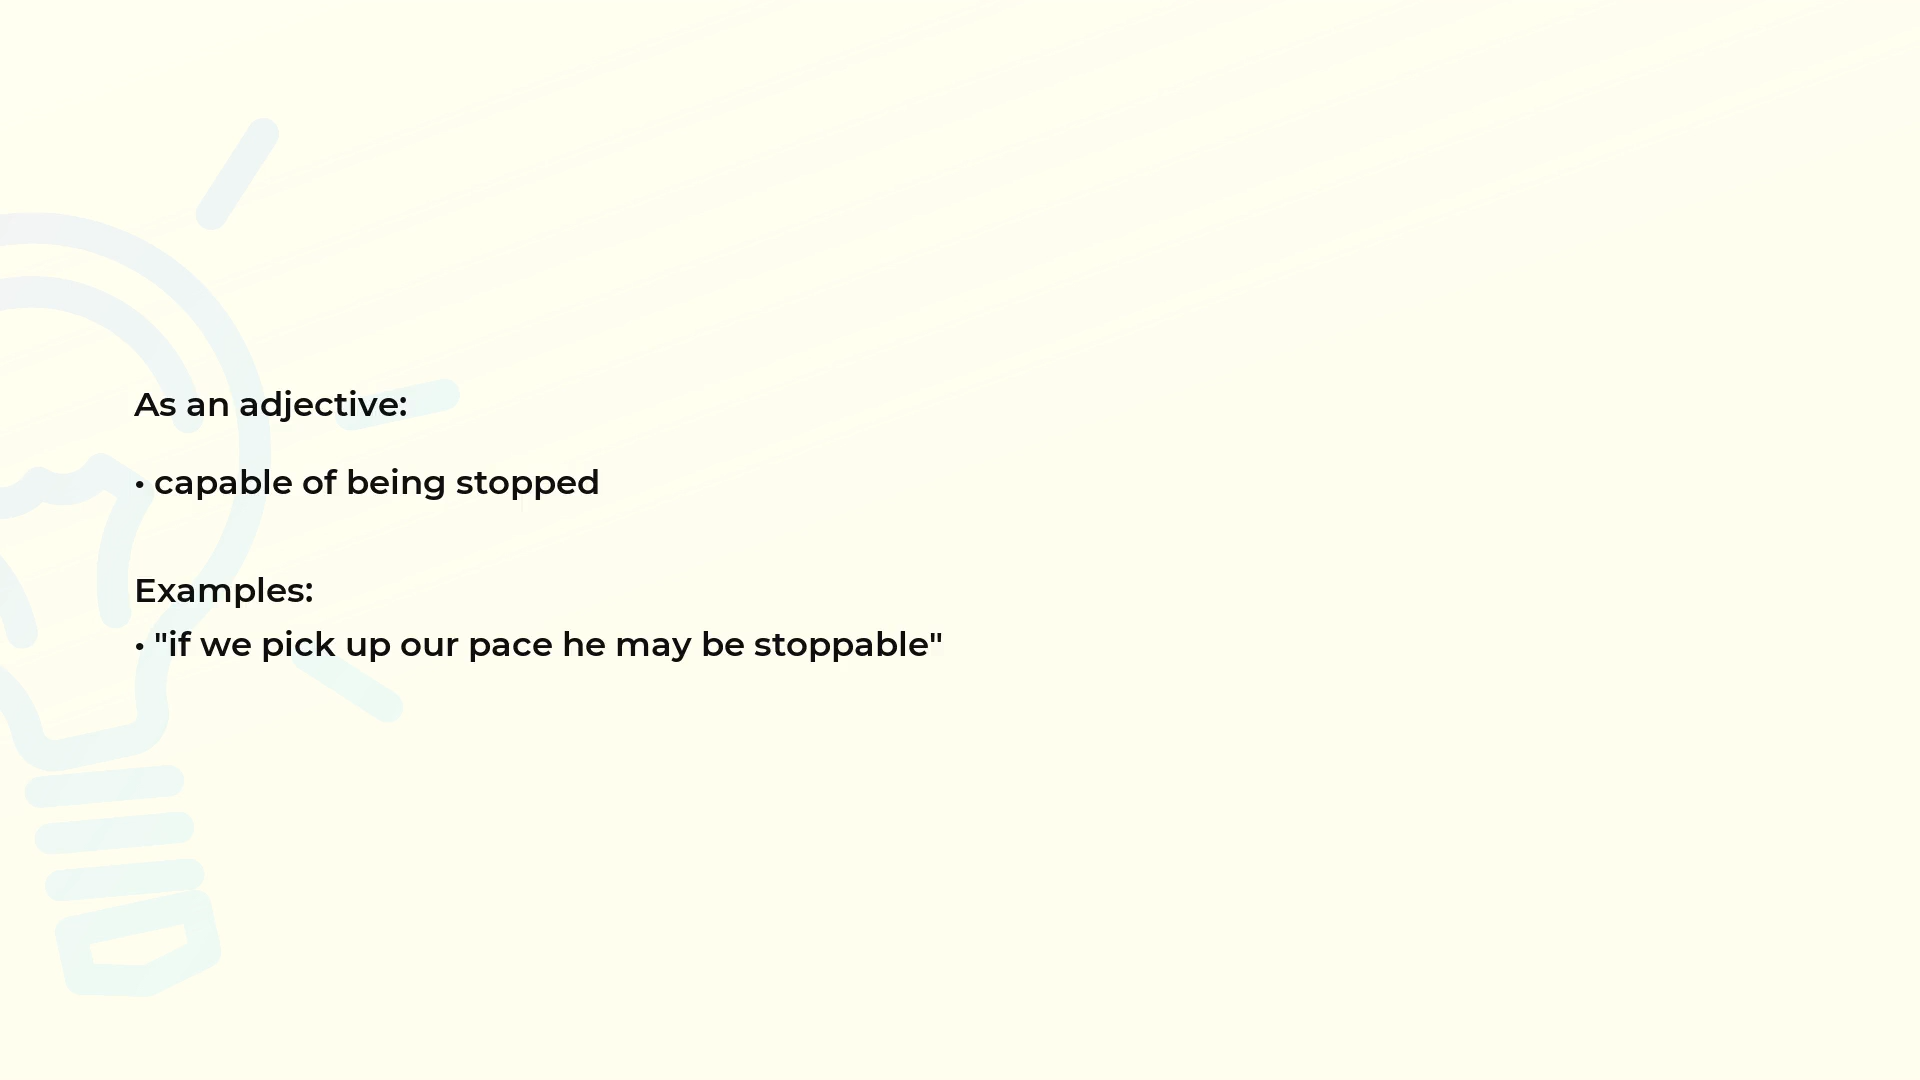 As an adjective:
• capable of being stopped
Examples:
• "if we pick up our pace he may be stoppable"